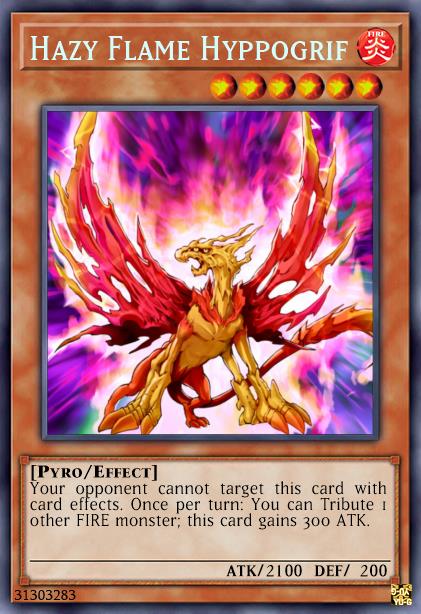 Hazy Flame Hyppogrif
FIRE
炎
[Pyro/Effect]
Your opponent cannot target this card with
card effects. Once per turn: You can Tribute 1
other FIRE monster; this card gains 300 ATK.
ATK/2100 DEF/ 200
31303283